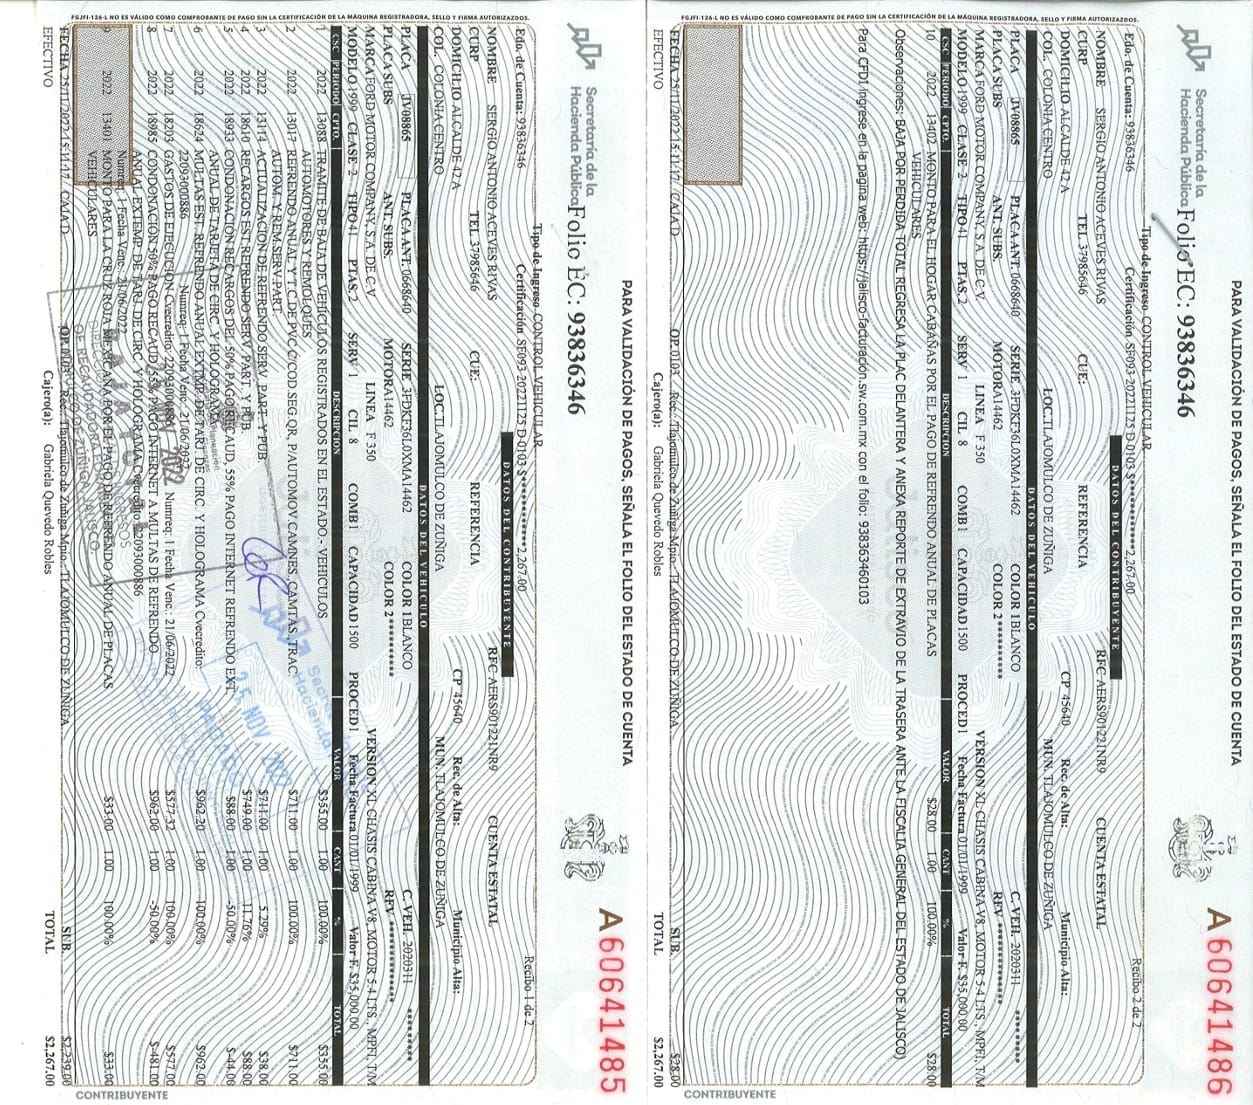 PARA VALIDACIÓN DE PAGOS, SEÑALA EL FOLIO DEL ESTADO DE CUENTA
A 60641486
Secretaría de la
Hacienda Pública
Folio EC: 93836346
Tipo de Ingreso CONTROL VEHICULAR
Edo. de Cuenta: 93836346 Certificación SF093 20221125 D 0103 $************2,267.00 Recibo 2 de 2
DATOS DEL CONTRIBUYENTE
NOMBRE SERGIO ANTONIO ACEVES RIVAS RFC AERS901221NR9 CUENTA ESTATAL
CURP TEL 37985646 CUE: REFERENCIA
DOMICILIO ALCALDE 42 A CP 45640 Rec. de Alta: Municipio Alta:
COL. COLONIA CENTRO LOC. TLAJOMULCO DE ZUÑIGA MUN. TLAJOMULCO DE ZUÑIGA
DATOS DEL VEHICULO
PLACA JV08865 PLACA ANT. 0668640 SERIE 3FDKF36L0XMA14462 COLOR 1 BLANCO C. VEH. 2020311 *********
PLACA SUBS ANT. SUBS. MOTOR A14462 COLOR 2 ********** RFV **************
MARCA FORD MOTOR COMPANY, S.A. DE C.V. LINEA F 350 VERSION XL CHASIS CABINA V8, MOTOR 5.4 LTS., MPFI, T/M
MODELO 1999 CLASE 2 TIPO 41 PTAS, 2 SERV 1 CIL 8 COMB 1 CAPACIDAD 1500 PROCED 1 Fecha Factura 01/01/1999 Valor F. $35,000.00
CSC PERIODO CPTO. DESCRIPCION VALOR CANT % TOTAL
10 2022 13402 MONTO PARA EL HOGAR CABAÑAS POR EL PAGO DE REFRENDO ANUAL DE PLACAS $28.00 1.00 100.00% $28.00
VEHICULARES
Observaciones: BAJA POR PERDIDA TOTAL REGRESA LA PLAC DELANTERA Y ANEXA REPORTE DE EXTRAVIO DE LA TRASERA ANTE LA FISCALIA GENERAL DEL ESTADO DE JALISCO)
Para CFDI ingrese en la pagina web: https://jalisco-facturación.sw.com.mx con el folio: 938363460103
CONTRIBUYENTE
FECHA 25/11/2022 15:11:17 CAJA D OP. 0103 Rec.: Tlajomulco de Zuñiga Mpio.: TLAJOMULCO DE ZUÑIGA SUB. $28.00
EFECTIVO Cajero(a): Gabriela Quevedo Robles TOTAL $2,267.00
PARA VALIDACIÓN DE PAGOS, SEÑALA EL FOLIO DEL ESTADO DE CUENTA
A 60641485
Secretaría de la
Hacienda Pública
Folio EC: 93836346
Tipo de Ingreso CONTROL VEHICULAR
Edo. de Cuenta: 93836346 Certificación SF093 20221125 D 0103 $************2,267.00 Recibo 1 de 2
DATOS DEL CONTRIBUYENTE
NOMBRE SERGIO ANTONIO ACEVES RIVAS RFC AERS901221NR9 CUENTA ESTATAL
CURP TEL 37985646 CUE: REFERENCIA
DOMICILIO ALCALDE 42 A CP 45640 Rec. de Alta: Municipio Alta:
COL. COLONIA CENTRO LOC. TLAJOMULCO DE ZUÑIGA MUN. TLAJOMULCO DE ZUÑIGA
DATOS DEL VEHICULO
PLACA JV08865 PLACA ANT. 0668640 SERIE 3FDKF36L0XMA14462 COLOR 1 BLANCO C. VEH. 2020311 *********
PLACA SUBS ANT. SUBS. MOTOR A14462 COLOR 2 ********** RFV **************
MARCA FORD MOTOR COMPANY, S.A. DE C.V. LINEA F 350 VERSION XL CHASIS CABINA V8, MOTOR 5.4 LTS., MPFI, T/M
MODELO 1999 CLASE 2 TIPO 41 PTAS, 2 SERV 1 CIL 8 COMB 1 CAPACIDAD 1500 PROCED 1 Fecha Factura 01/01/1999 Valor F. $35,000.00
CSC PERIODO CPTO. DESCRIPCION VALOR CANT % TOTAL
1 2022 13088 TRAMITE DE BAJA DE VEHÍCULOS REGISTRADOS EN EL ESTADO.- VEHICULOS $355.00 1.00 100.00% $355.00
AUTOMOTORES Y REMOLQUES
2 2022 13017 REFRENDO ANUAL Y T.C DE PVC C/COD.SEG.QR, P/AUTOMOV.CAMNES.,CAMTAS.,TRAC. $711.00 1.00 100.00% $711.00
AUTOM. Y REM.SERV.PART.
3 2022 13114 ACTUALIZACION DE REFRENDO SERV. PART. Y PUB. $711.00 1.00 5.29% $38.00
4 2022 18610 RECARGOS EST.REFRENDO SERV. PART. Y PUB. $749.00 1.00 11.76% $88.00
5 2022 18933 CONDONACIÓN RECARGOS DEL 50% PAGO RECAUD, 55% PAGO INTERNET REFRENDO EXT. $88.00 1.00 -50.00% $-44.00
ANUAL DE TARJETA DE CIRC. Y HOLOGRAMA
6 2022 18624 MULTAS EST. REFRENDO ANUAL EXTMP. DE TARJ. DE CIRC. Y HOLOGRAMA Cvecredito: $962.20 1.00 100.00% $962.00
22093000886 Numreq: 1 Fecha Venc.: 21/06/2022
7 2022 18203 GASTOS DE EJECUCION Cvecredito: 22093000886 Numreq: 1 Fecha Venc.: 21/06/2022 $577.32 1.00 100.00% $577.00
8 2022 18985 CONDONACIÓN 50% PAGO RECAUD, 55% PAGO INTERNET A MULTAS DE REFRENDO $962.00 1.00 -50.00% $-481.00
ANUAL EXTEMP. DE TARJ. DE CIRC. Y HOLOGRAMA Cvecredito: 22093000886
Numreq: 1 Fecha Venc.: 21/06/2022
9 2022 13401 MONTO PARA LA CRUZ ROJA MEXICANA POR EL PAGO DE REFRENDO ANUAL DE PLACAS $33.00 1.00 100.00% $33.00
VEHICULARES
25 NOV. 2022
PAGADO
NOV 2022
BAJA TOTAL
CONTRIBUYENTE
FECHA 25/11/2022 15:11:17 CAJA D OP. 0103 Rec.: Tlajomulco de Zuñiga Mpio.: TLAJOMULCO DE ZUÑIGA SUB. $2,239.00
EFECTIVO Cajero(a): Gabriela Quevedo Robles TOTAL $2,267.00